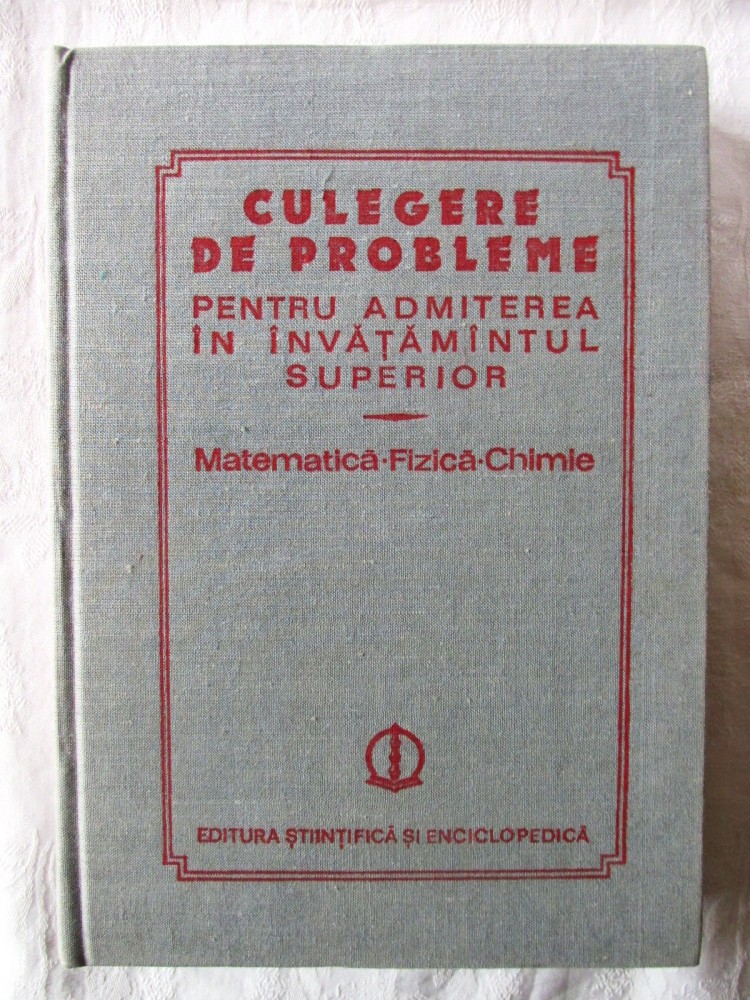 CULEGERE
DE PROBLEME
PENTRU ADMITEREA
ÎN ÎNVĂȚĂMÎNTUL
SUPERIOR
Matematică·Fizică·Chimie
EDITURA ȘTIINȚIFICĂ ȘI ENCICLOPEDICĂ